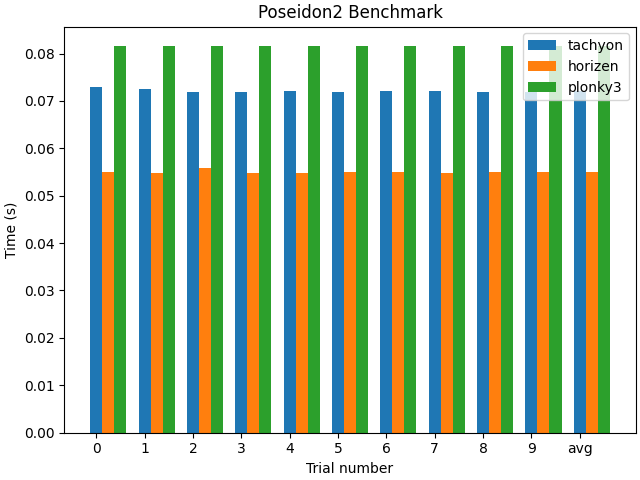 Poseidon2 Benchmark
tachyon
horizen
plonky3
Time (s)
0.08
0.07
0.06
0.05
0.04
0.03
0.02
0.01
0.00
0 1 2 3 4 5 6 7 8 9 avg
Trial number